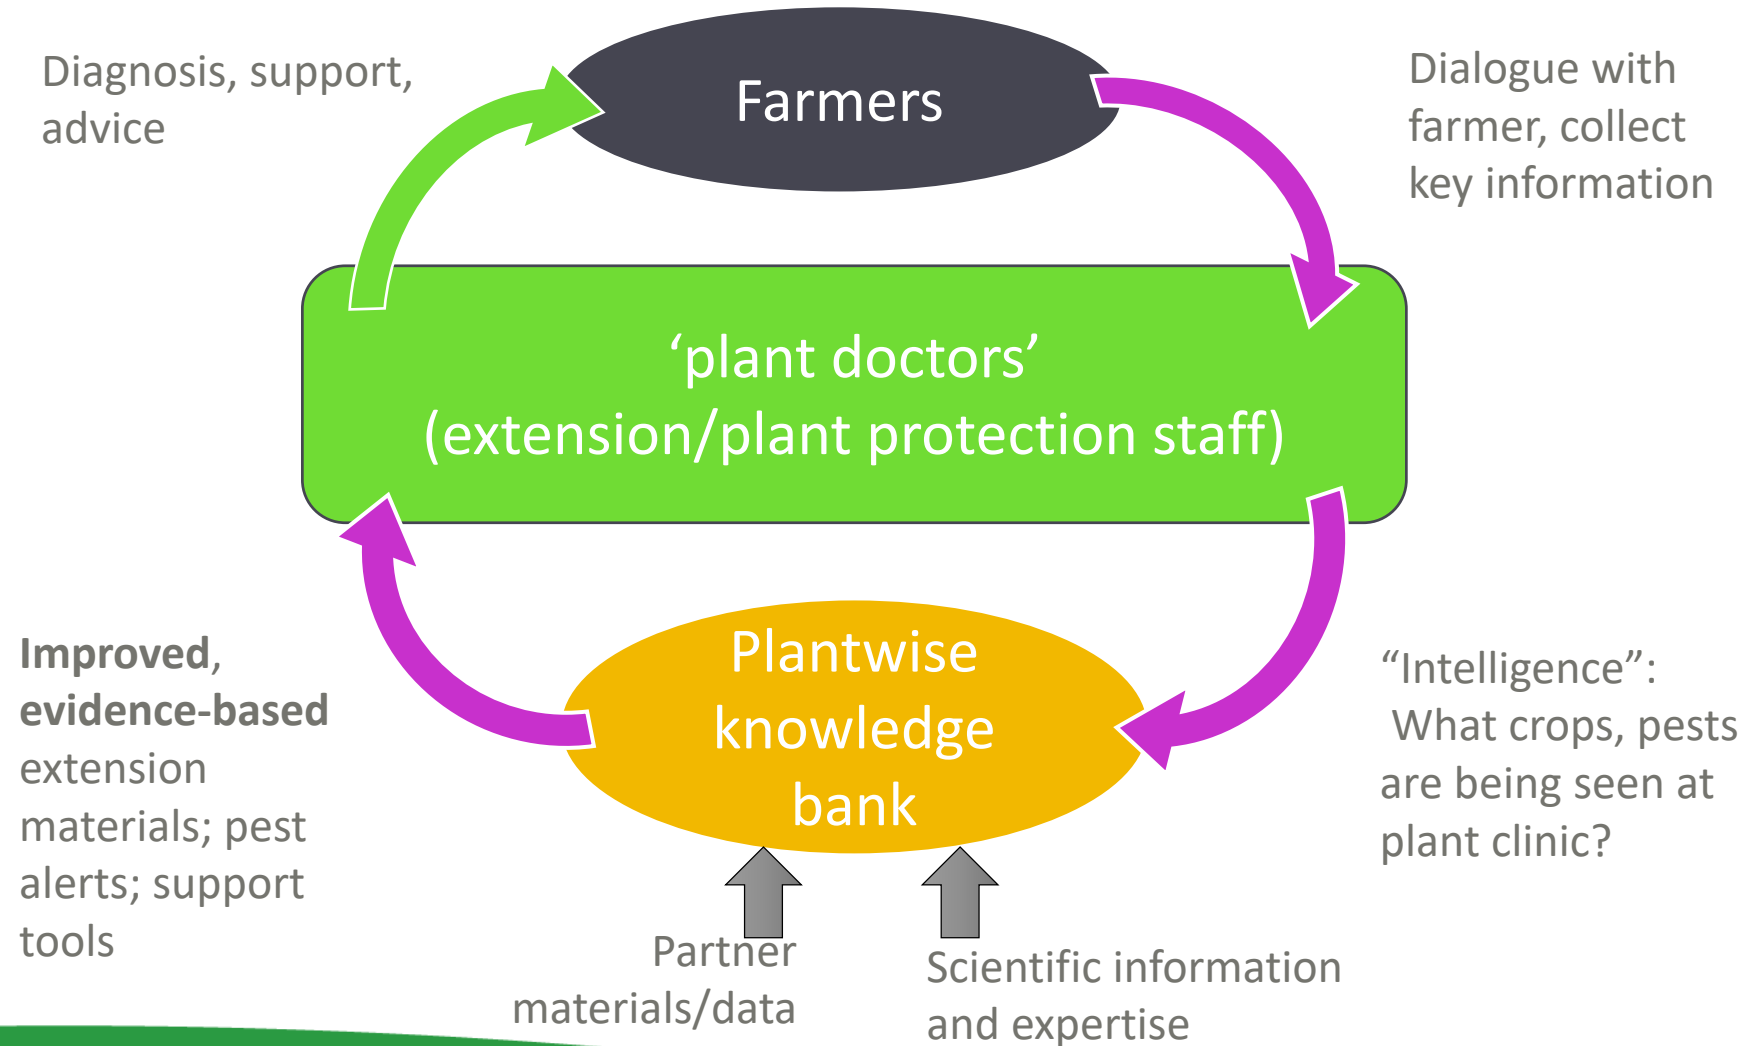 Diagnosis, support,
advice
Farmers
Dialogue with
farmer, collect
key information
‘plant doctors’
(extension/plant protection staff)
Improved,
evidence-based
extension
materials; pest
alerts; support
tools
Plantwise
knowledge
bank
“Intelligence”:
What crops, pests
are being seen at
plant clinic?
Partner
materials/data
Scientific information
and expertise